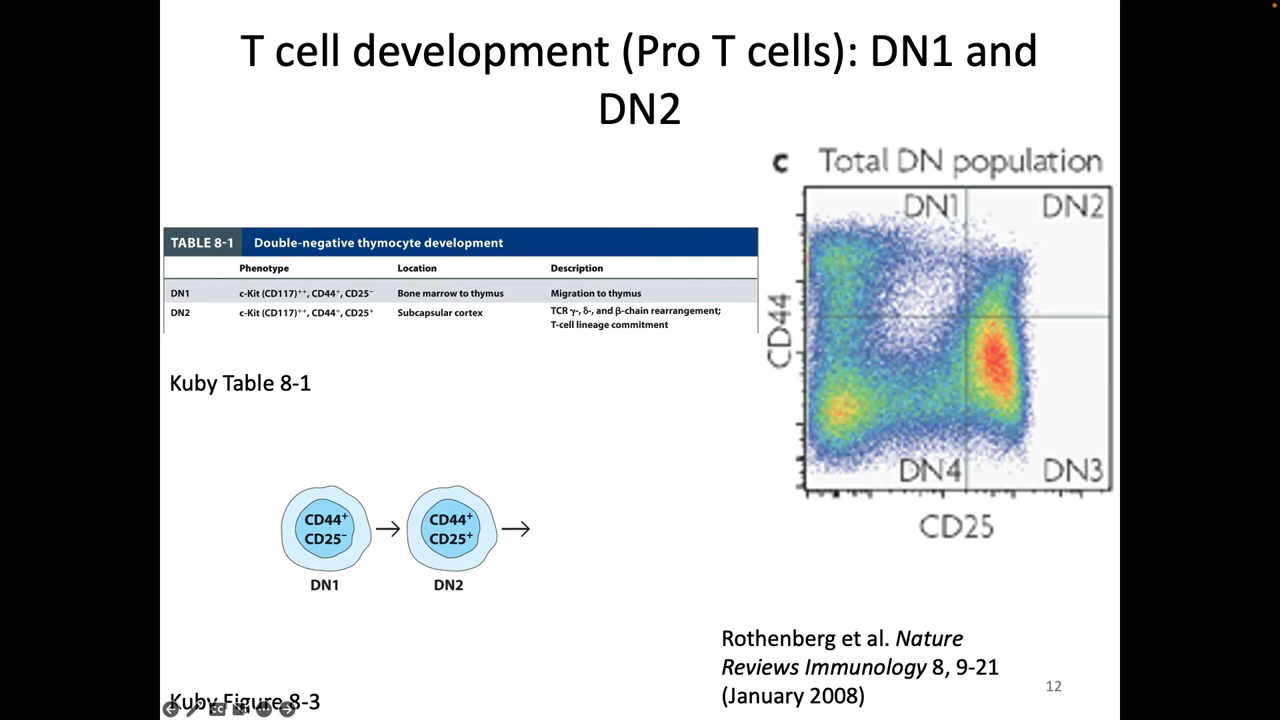 T cell development (Pro T cells): DN1 and
DN2
c Total DN population
DN1
DN2
CD44
DN4
DN3
CD25
TABLE 8-1 Double-negative thymocyte development
Phenotype Location Description
DN1 c-Kit (CD117)⁺⁺, CD44⁺, CD25⁻ Bone marrow to thymus Migration to thymus
DN2 c-Kit (CD117)⁺⁺, CD44⁺, CD25⁺ Subcapsular cortex TCR γ-, δ-, and β-chain rearrangement;
T-cell lineage commitment
Kuby Table 8-1
CD44⁺
CD25⁻
DN1
CD44⁺
CD25⁺
DN2
Rothenberg et al. Nature
Reviews Immunology 8, 9-21
(January 2008)
12
Kuby Figure 8-3